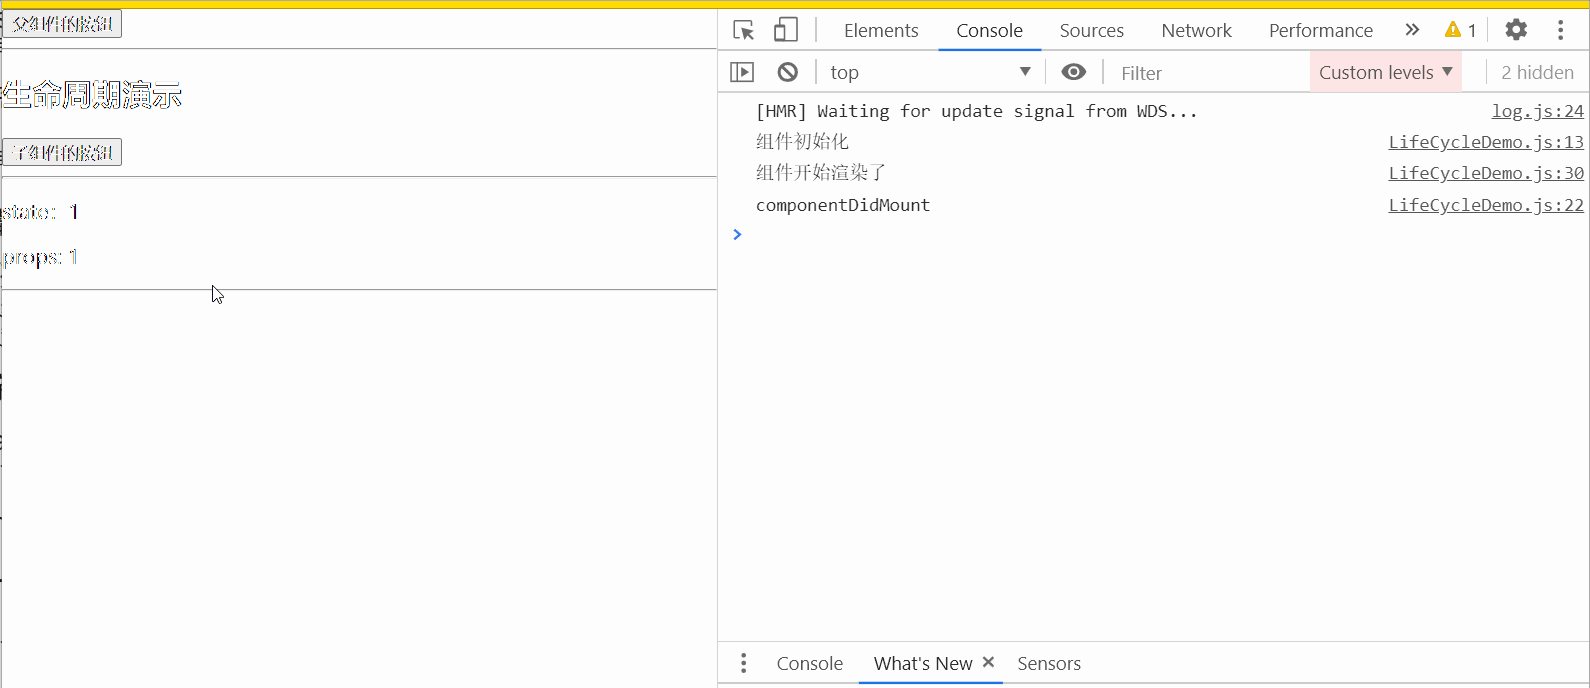 父组件的按钮
生命周期演示
子组件的按钮
state: 1
props: 1
Elements Console Sources Network Performance » 1
top ▼ Filter Custom levels ▼ 2 hidden
[HMR] Waiting for update signal from WDS... log.js:24
组件初始化 LifeCycleDemo.js:13
组件开始渲染了 LifeCycleDemo.js:30
componentDidMount LifeCycleDemo.js:22
Console What's New × Sensors